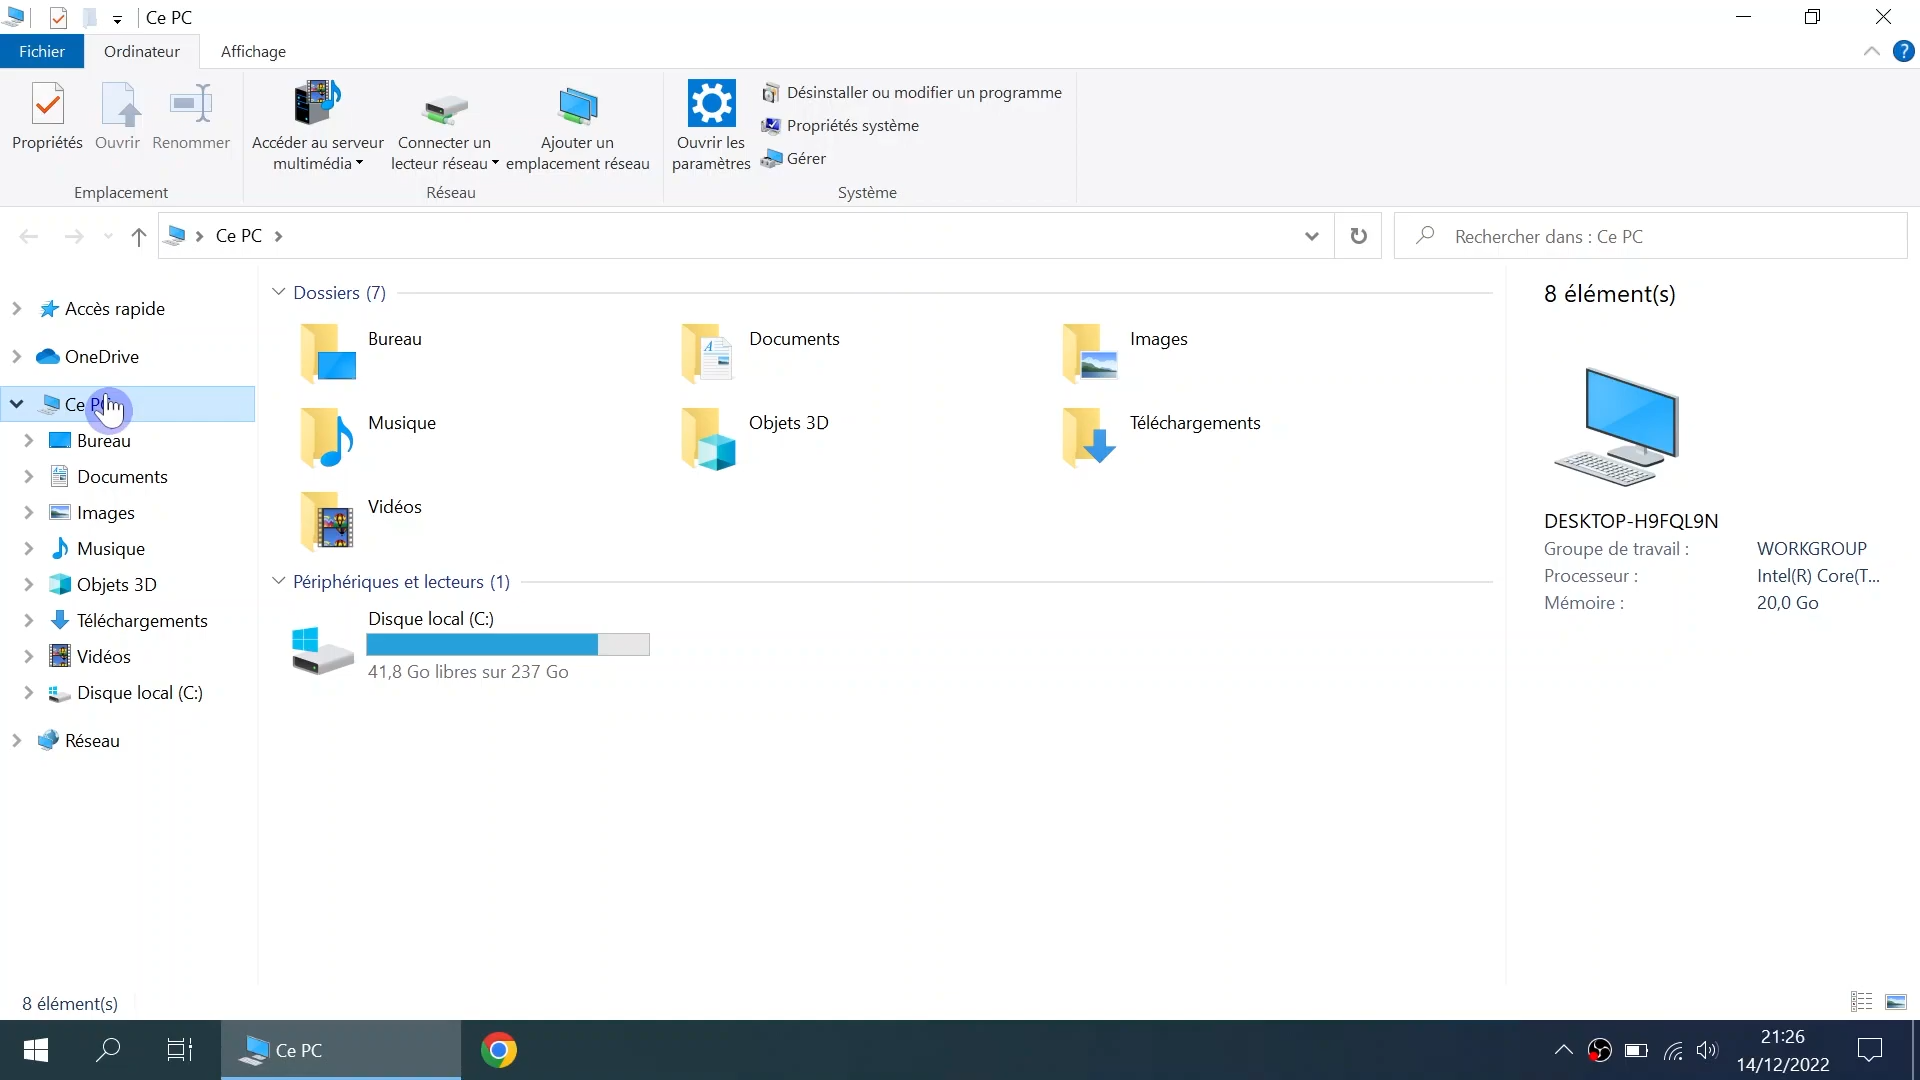 Ce PC
Fichier
Ordinateur
Affichage
?
Propriétés
Ouvrir
Renommer
Accéder au serveur
multimédia
Connecter un
lecteur réseau
Ajouter un
emplacement réseau
Ouvrir les
paramètres
Désinstaller ou modifier un programme
Propriétés système
Gérer
Emplacement
Réseau
Système
Ce PC
Rechercher dans : Ce PC
Accès rapide
OneDrive
Ce PC
Bureau
Documents
Images
Musique
Objets 3D
Téléchargements
Vidéos
Disque local (C:)
Réseau
Dossiers (7)
Bureau
Documents
Images
Musique
Objets 3D
Téléchargements
Vidéos
Périphériques et lecteurs (1)
Disque local (C:)
41,8 Go libres sur 237 Go
8 élément(s)
DESKTOP-H9FQL9N
Groupe de travail : WORKGROUP
Processeur : Intel(R) Core(T...
Mémoire : 20,0 Go
8 élément(s)
Ce PC
21:26
14/12/2022